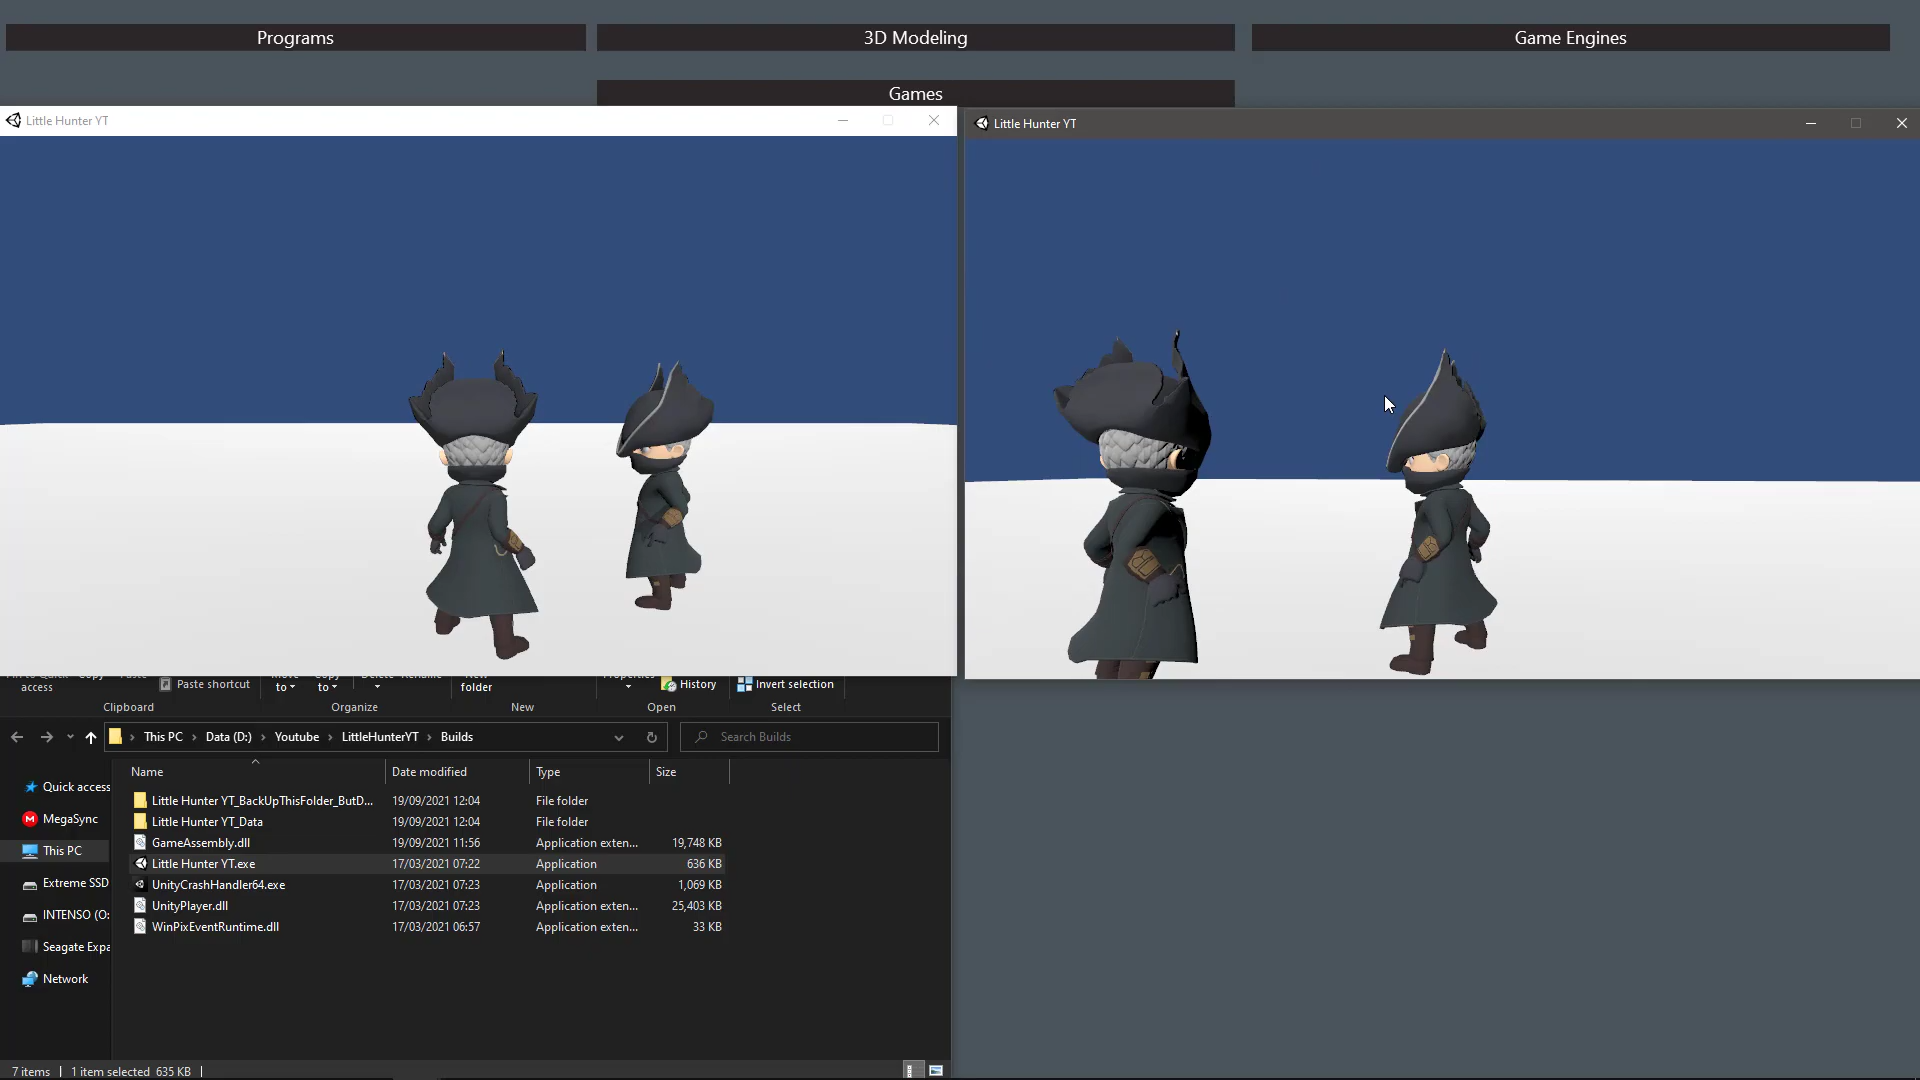 Programs
3D Modeling
Game Engines
Games
Little Hunter YT
Little Hunter YT
access
Paste shortcut
to
to
folder
History
Invert selection
Clipboard
Organize
New
Open
Select
This PC
Data (D:)
Youtube
LittleHunterYT
Builds
Search Builds
Name
Date modified
Type
Size
Quick access
MegaSync
This PC
Extreme SSD
INTENSO (O:
Seagate Expa
Network
Little Hunter YT_BackUpThisFolder_ButD... 19/09/2021 12:04 File folder
Little Hunter YT_Data 19/09/2021 12:04 File folder
GameAssembly.dll 19/09/2021 11:56 Application exten... 19,748 KB
Little Hunter YT.exe 17/03/2021 07:22 Application 636 KB
UnityCrashHandler64.exe 17/03/2021 07:23 Application 1,069 KB
UnityPlayer.dll 17/03/2021 07:23 Application exten... 25,403 KB
WinPixEventRuntime.dll 17/03/2021 06:57 Application exten... 33 KB
7 items 1 item selected 635 KB